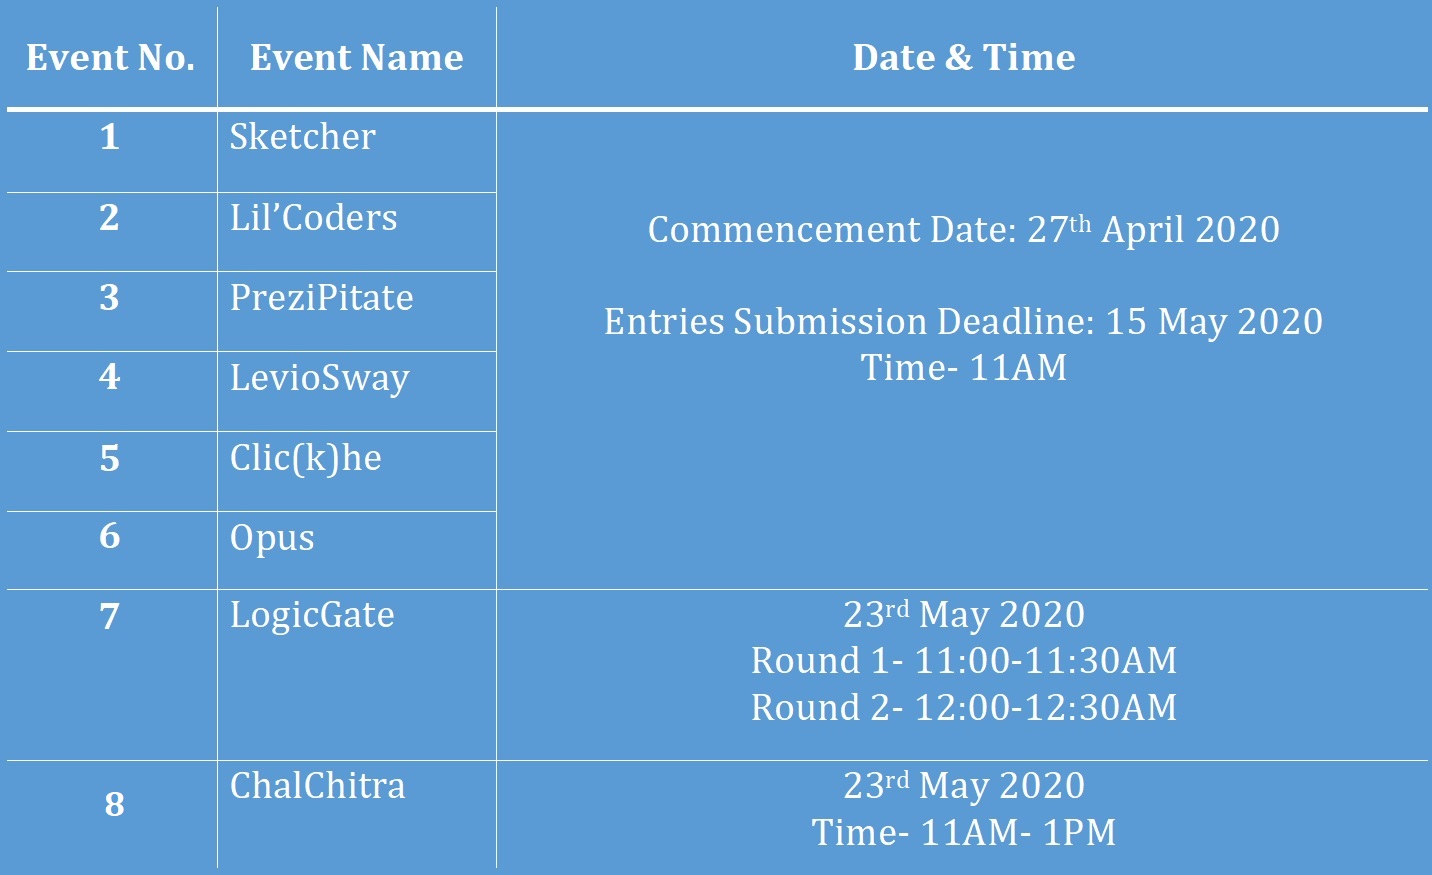 Event No. Event Name Date & Time
1 Sketcher
2 Lil’Coders
3 PreziPitate
4 LevioSway
5 Clic(k)he
6 Opus
Commencement Date: 27th April 2020
Entries Submission Deadline: 15 May 2020
Time- 11AM
7 LogicGate 23rd May 2020
Round 1- 11:00-11:30AM
Round 2- 12:00-12:30AM
8 ChalChitra 23rd May 2020
Time- 11AM- 1PM